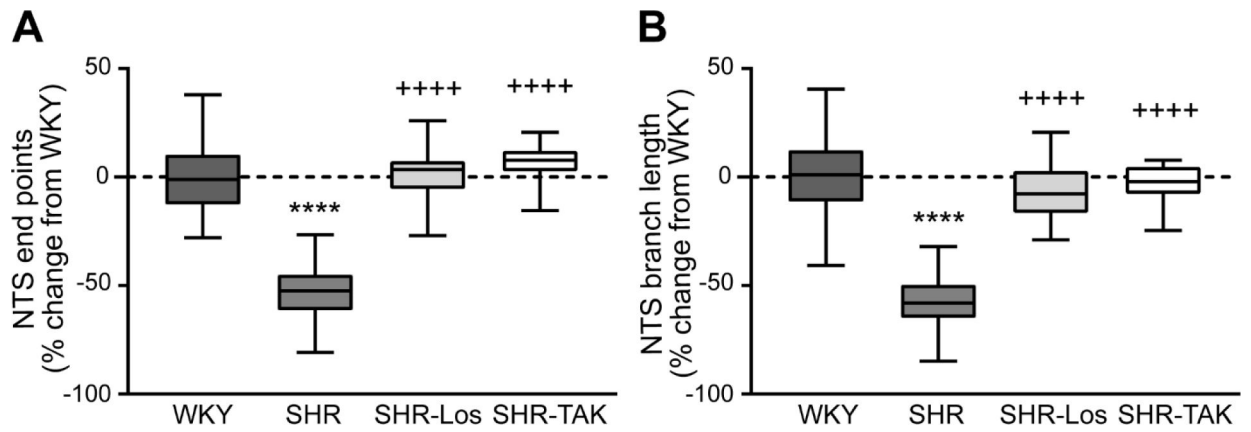 A
NTS end points
(% change from WKY)
50
0
-50
-100
****
++++
++++
WKY
SHR
SHR-Los
SHR-TAK
B
NTS branch length
(% change from WKY)
50
0
-50
-100
****
++++
++++
WKY
SHR
SHR-Los
SHR-TAK